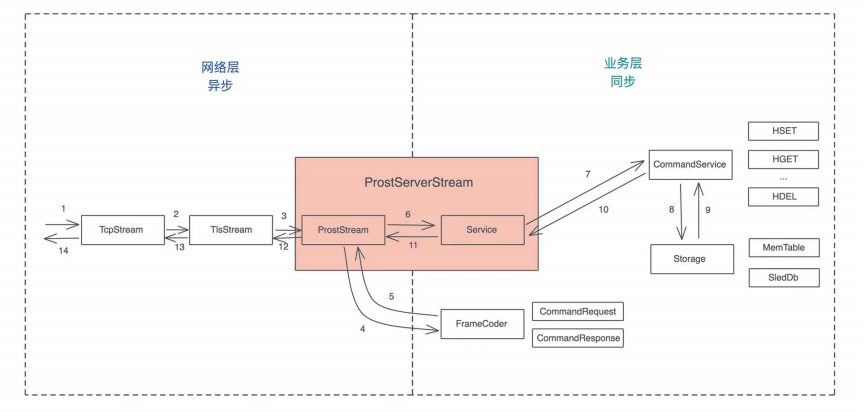 网络层
异步
业务层
同步
HSET
HGET
...
HDEL
ProstServerStream
CommandService
7
10
8
9
1
14
TcpStream
2
13
TlsStream
3
12
ProstStream
6
11
Service
Storage
MemTable
SledDb
5
4
FrameCoder
CommandRequest
CommandResponse